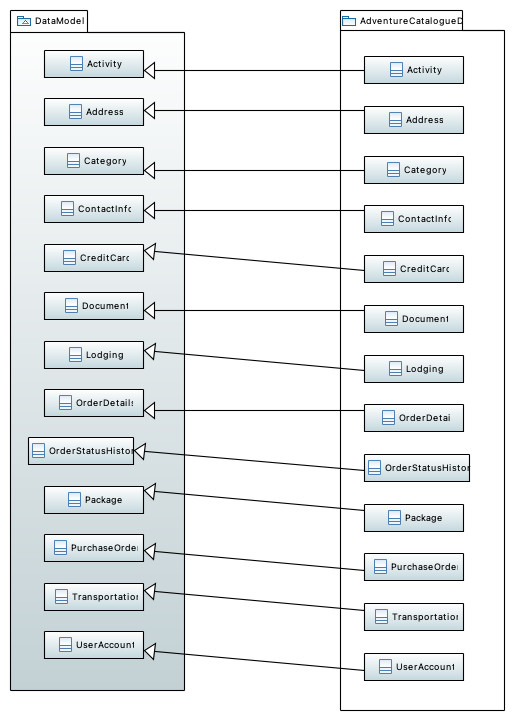 DataModel
Activity
Address
Category
ContactInfo
CreditCard
Document
Lodging
OrderDetails
OrderStatusHistor
Package
PurchaseOrder
Transportation
UserAccount
AdventureCatalogueD
Activity
Address
Category
ContactInfo
CreditCard
Document
Lodging
OrderDetai
OrderStatusHistor
Package
PurchaseOrder
Transportation
UserAccount